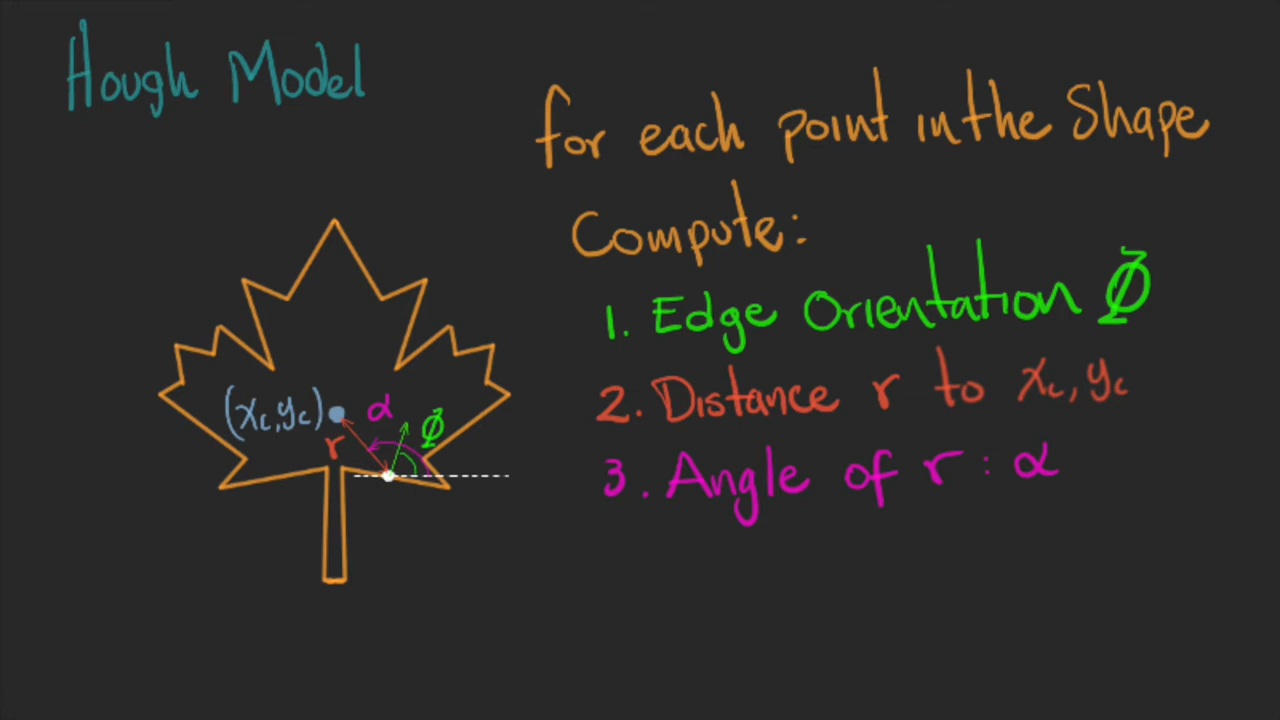 Hough Model
for each point in the Shape
Compute:
1. Edge Orientation Φ
2. Distance r to xc, yc
3. Angle of r : α
(xc, yc)
α
Φ
r